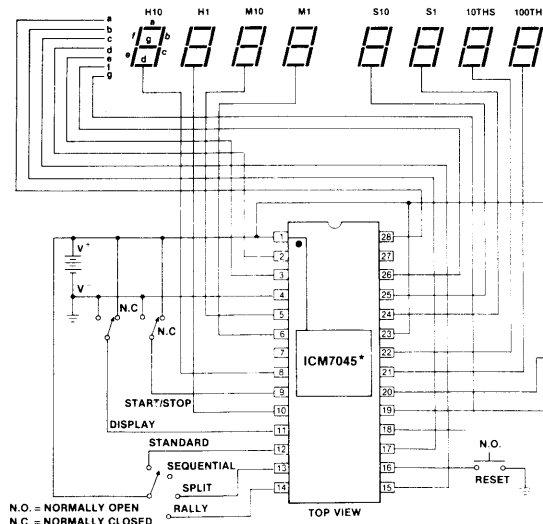 H10 H1 M10 M1 S10 S1 10THS 100TH
a
b
c
d
e
f
g
a
f b
g
e c
d
V+
V−
N.C
N.C
START/STOP
DISPLAY
STANDARD
SEQUENTIAL
SPLIT
RALLY
1 28
2 27
3 26
4 25
5 24
6 23
7 22
8 21
9 20
10 19
11 18
12 17
13 16
14 15
ICM7045*
TOP VIEW
N.O.
RESET
N.O. = NORMALLY OPEN
N.C = NORMALLY CLOSED